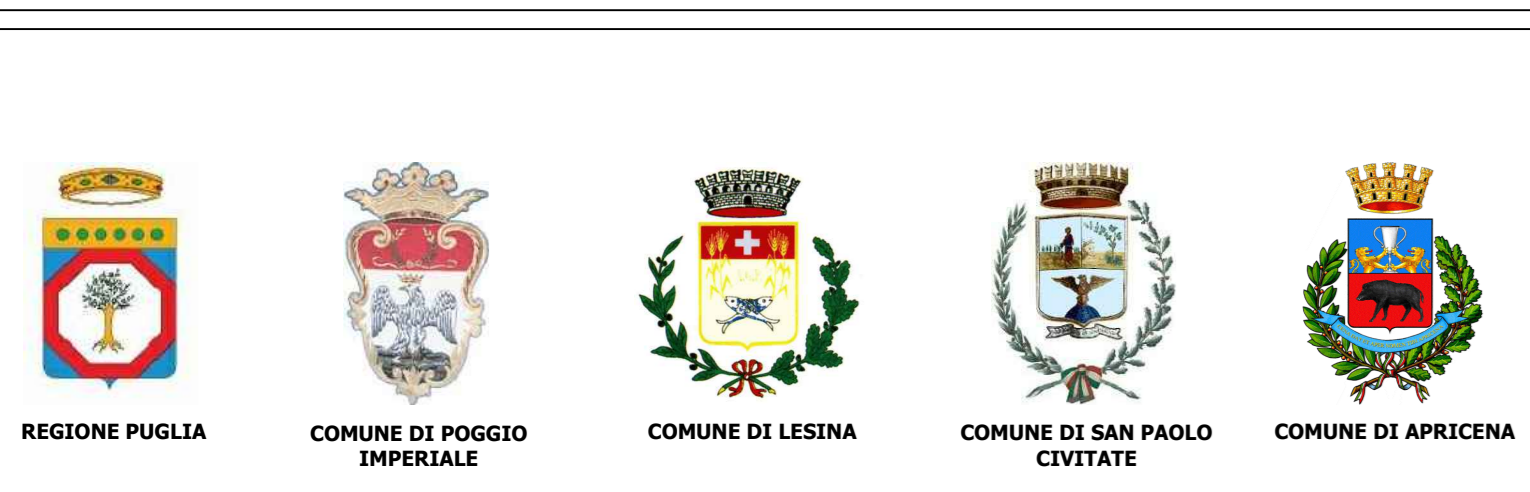 REGIONE PUGLIA
COMUNE DI POGGIO
IMPERIALE
COMUNE DI LESINA
COMUNE DI SAN PAOLO
CIVITATE
COMUNE DI APRICENA